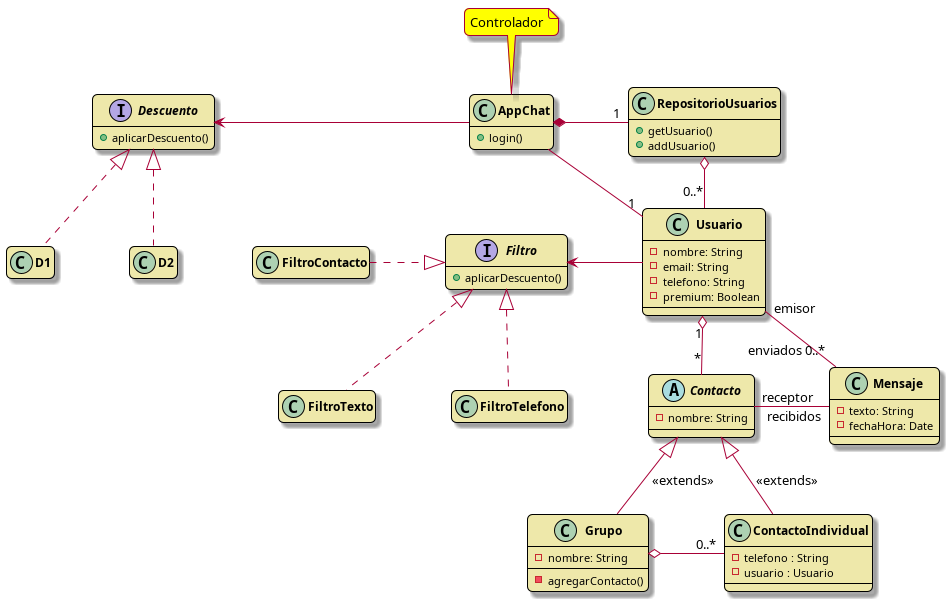 Controlador
I Descuento
aplicarDescuento()
C AppChat
login()
1
C RepositorioUsuarios
getUsuario()
addUsuario()
0..*
1
C Usuario
nombre: String
email: String
telefono: String
premium: Boolean
C D1
C D2
C FiltroContacto
I Filtro
aplicarDescuento()
emisor
1
enviados 0..*
*
C FiltroTexto
C FiltroTelefono
A Contacto
nombre: String
receptor
recibidos
C Mensaje
texto: String
fechaHora: Date
«extends»
«extends»
C Grupo
nombre: String
agregarContacto()
0..*
C ContactoIndividual
telefono : String
usuario : Usuario